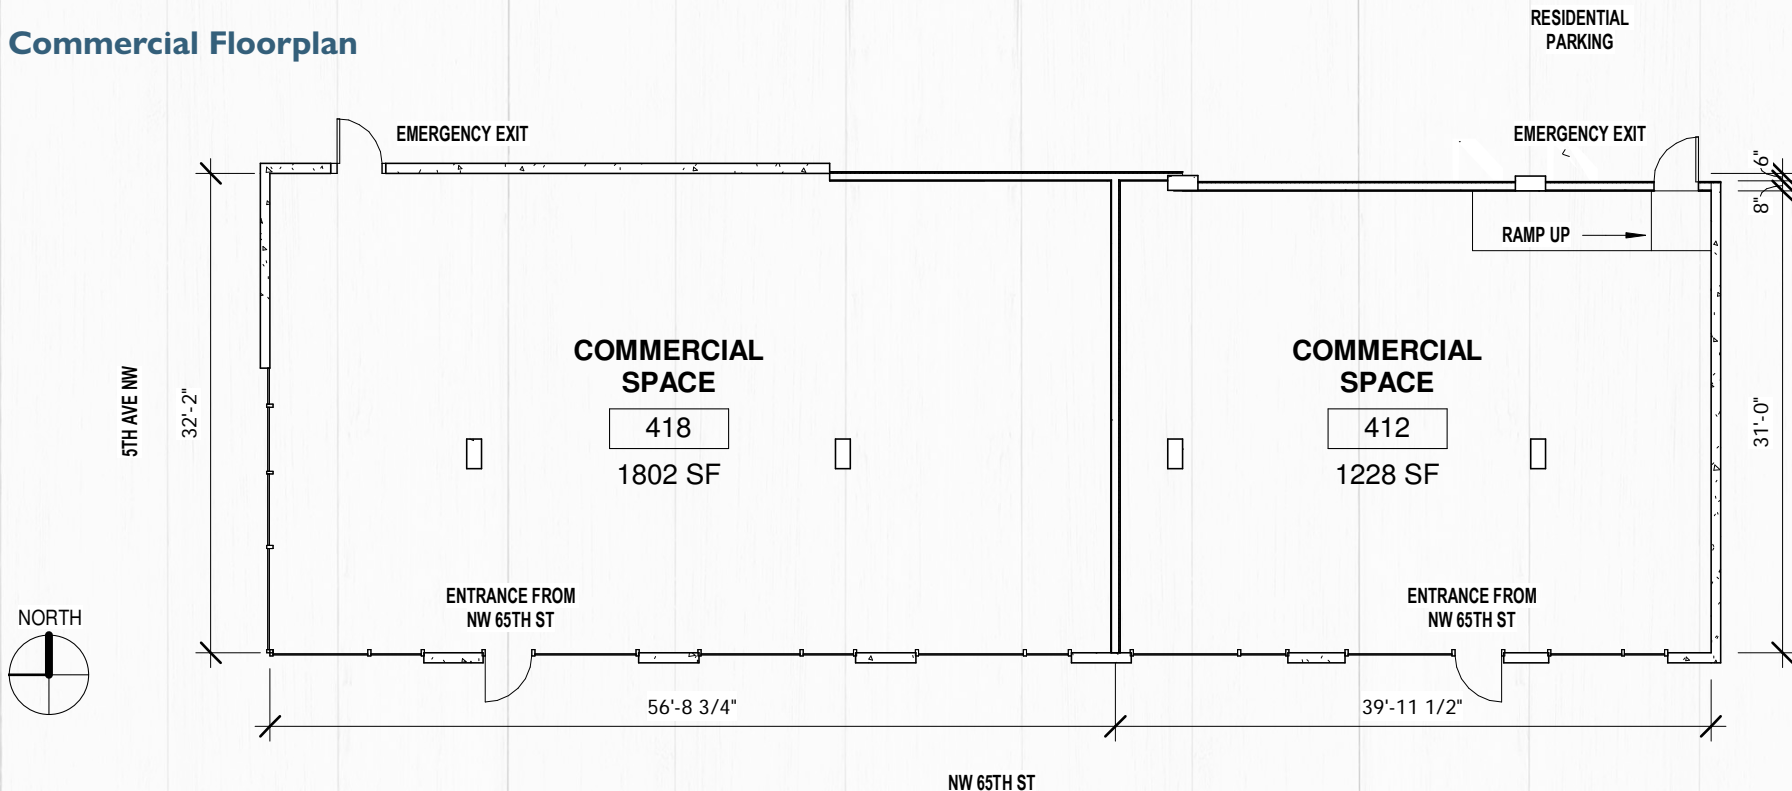 Commercial Floorplan
RESIDENTIAL
PARKING
EMERGENCY EXIT
EMERGENCY EXIT
6"
8"
RAMP UP
COMMERCIAL
SPACE
418
1802 SF
COMMERCIAL
SPACE
412
1228 SF
5TH AVE NW
32'-2"
31'-0"
ENTRANCE FROM
NW 65TH ST
ENTRANCE FROM
NW 65TH ST
NORTH
56'-8 3/4"
39'-11 1/2"
NW 65TH ST